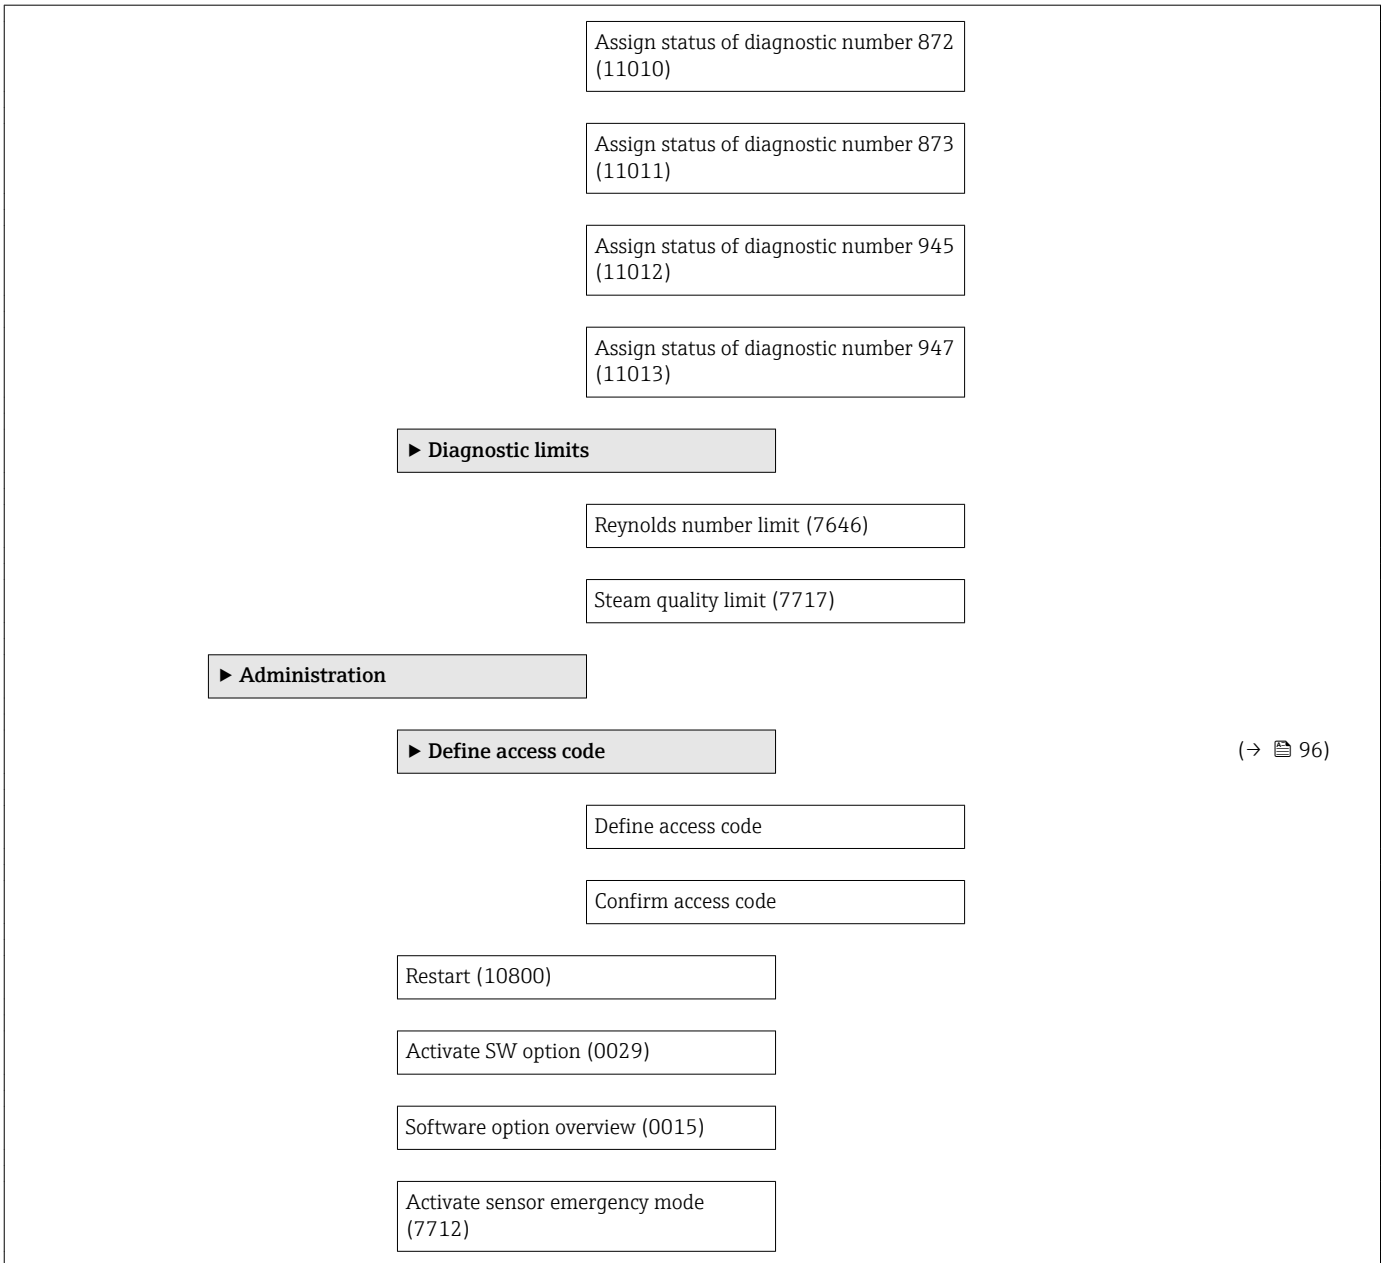 Assign status of diagnostic number 872
(11010)
Assign status of diagnostic number 873
(11011)
Assign status of diagnostic number 945
(11012)
Assign status of diagnostic number 947
(11013)
▶ Diagnostic limits
Reynolds number limit (7646)
Steam quality limit (7717)
▶ Administration
▶ Define access code (→ 🖹 96)
Define access code
Confirm access code
Restart (10800)
Activate SW option (0029)
Software option overview (0015)
Activate sensor emergency mode
(7712)